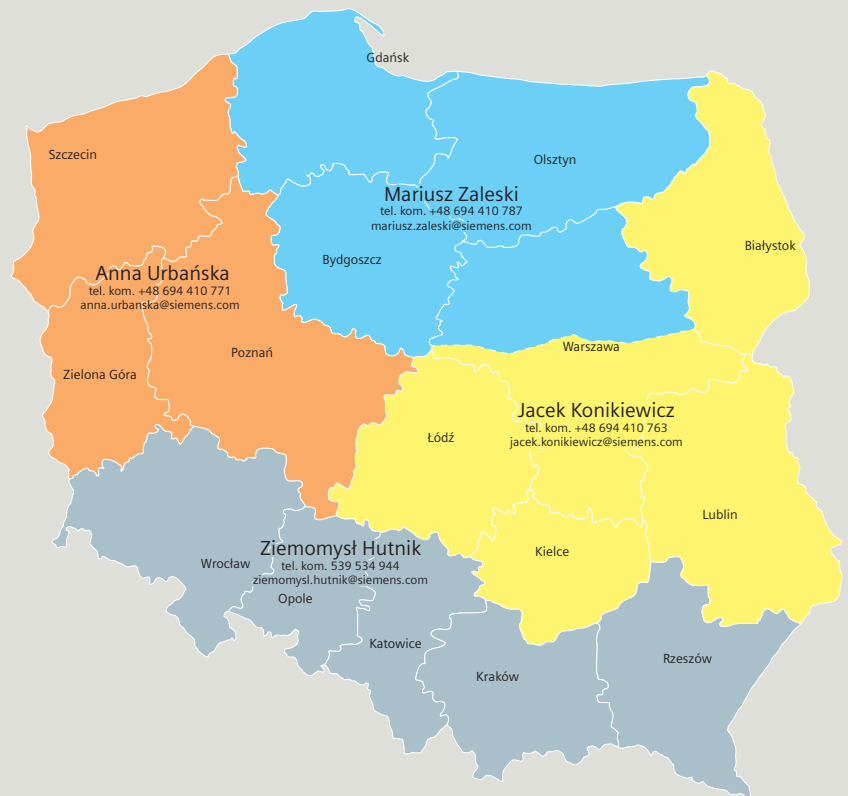 Gdańsk
Szczecin
Olsztyn
Mariusz Zaleski
tel. kom. +48 694 410 787
mariusz.zaleski@siemens.com
Białystok
Bydgoszcz
Anna Urbańska
tel. kom. +48 694 410 771
anna.urbanska@siemens.com
Warszawa
Poznań
Zielona Góra
Jacek Konikiewicz
tel. kom. +48 694 410 763
jacek.konikiewicz@siemens.com
Łódź
Lublin
Ziemomysł Hutnik
tel. kom. 539 534 944
ziemomysl.hutnik@siemens.com
Kielce
Wrocław
Opole
Katowice
Rzeszów
Kraków